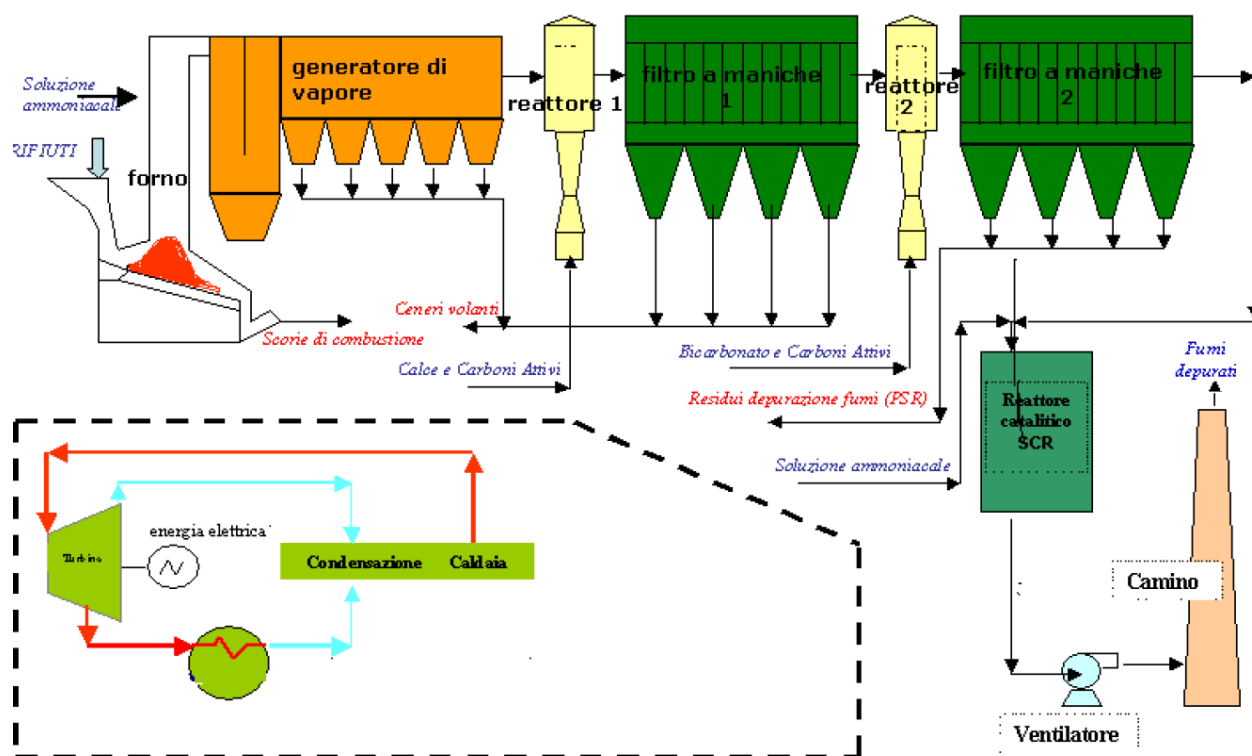 Soluzione
ammoniacale
RIFIUTI
forno
generatore di
vapore
reattore 1
filtro a maniche
1
reattore
2
filtro a maniche
2
Ceneri volanti
Scorie di combustione
Calce e Carboni Attivi
Bicarbonato e Carboni Attivi
Residui depurazione fumi (PSR)
Soluzione ammoniacale
Reattore
catalitico
SCR
Fumi
depurati
Camino
Ventilatore
Turbina
energia elettrica
Condensazione Caldaia